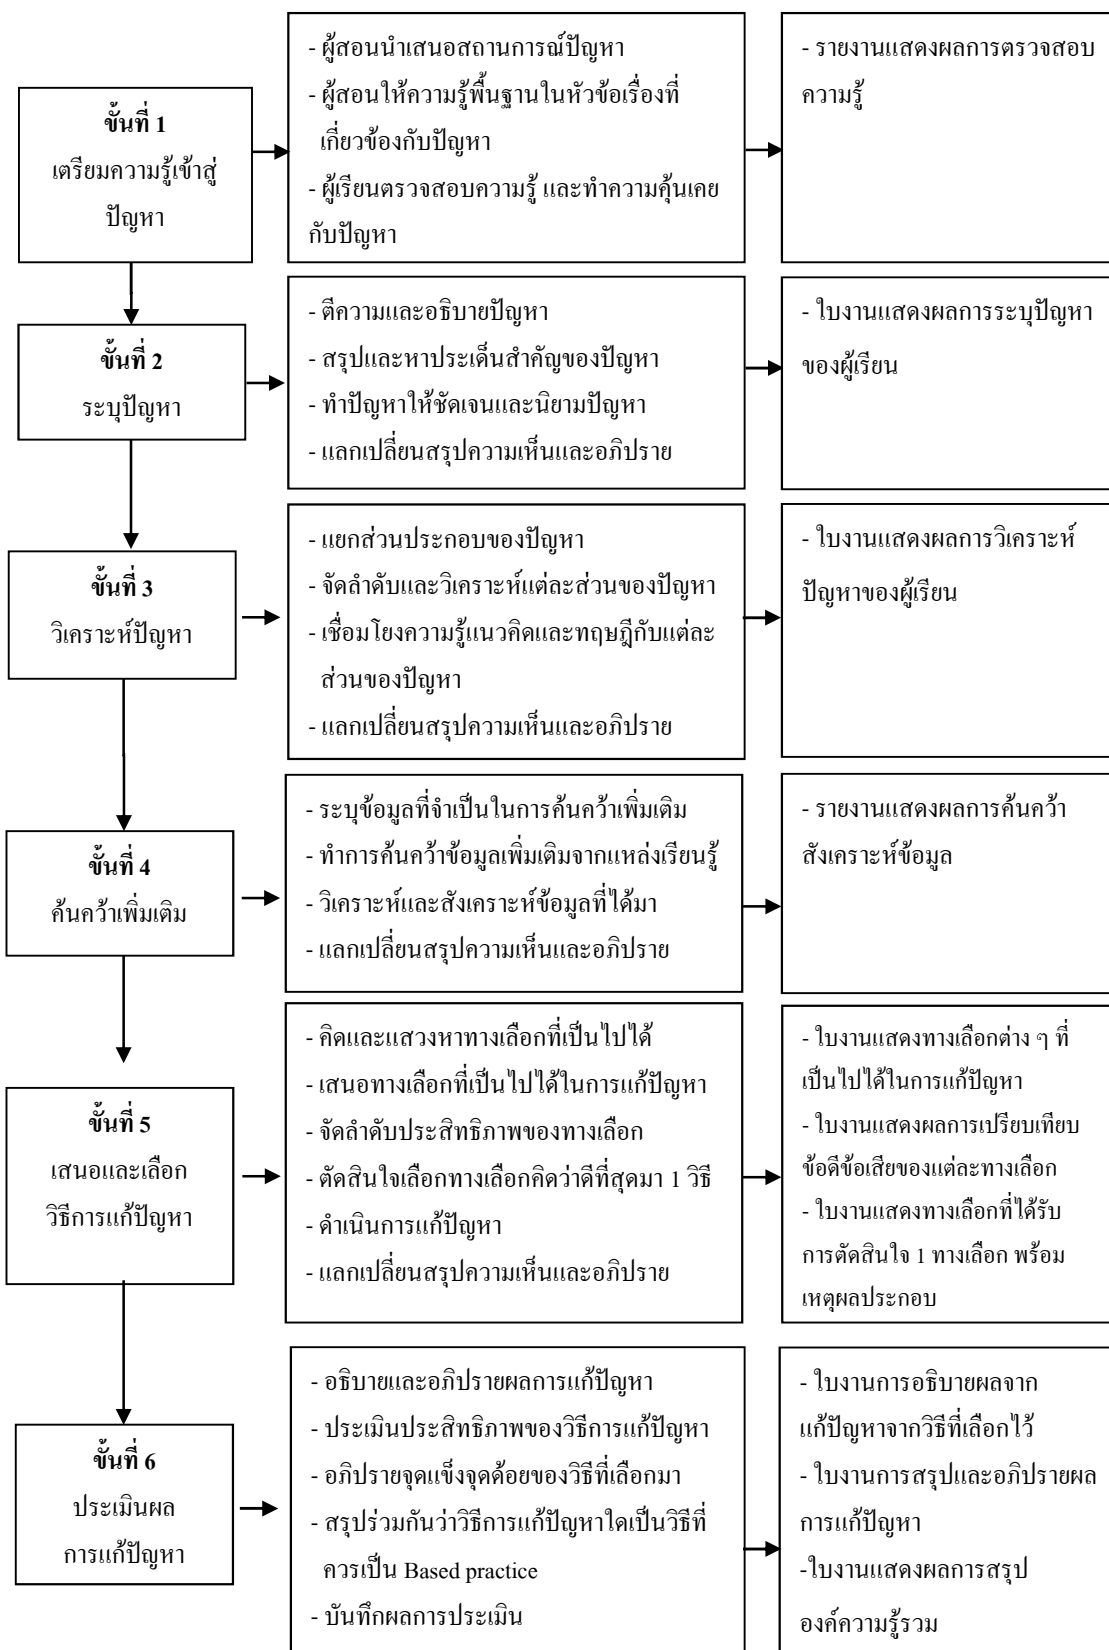 ขั้นที่ 1
เตรียมความรู้เข้าสู่
ปัญหา
- ผู้สอนนำเสนอสถานการณ์ปัญหา
- ผู้สอนให้ความรู้พื้นฐานในหัวข้อเรื่องที่
เกี่ยวข้องกับปัญหา
- ผู้เรียนตรวจสอบความรู้ และทำความคุ้นเคย
กับปัญหา
- รายงานแสดงผลการตรวจสอบ
ความรู้
ขั้นที่ 2
ระบุปัญหา
- ตีความและอธิบายปัญหา
- สรุปและหาประเด็นสำคัญของปัญหา
- ทำปัญหาให้ชัดเจนและนิยามปัญหา
- แลกเปลี่ยนสรุปความเห็นและอภิปราย
- ใบงานแสดงผลการระบุปัญหา
ของผู้เรียน
ขั้นที่ 3
วิเคราะห์ปัญหา
- แยกส่วนประกอบของปัญหา
- จัดลำดับและวิเคราะห์แต่ละส่วนของปัญหา
- เชื่อมโยงความรู้แนวคิดและทฤษฎีกับแต่ละ
ส่วนของปัญหา
- แลกเปลี่ยนสรุปความเห็นและอภิปราย
- ใบงานแสดงผลการวิเคราะห์
ปัญหาของผู้เรียน
ขั้นที่ 4
ค้นคว้าเพิ่มเติม
- ระบุข้อมูลที่จำเป็นในการค้นคว้าเพิ่มเติม
- ทำการค้นคว้าข้อมูลเพิ่มเติมจากแหล่งเรียนรู้
- วิเคราะห์และสังเคราะห์ข้อมูลที่ได้มา
- แลกเปลี่ยนสรุปความเห็นและอภิปราย
- รายงานแสดงผลการค้นคว้า
สังเคราะห์ข้อมูล
ขั้นที่ 5
เสนอและเลือก
วิธีการแก้ปัญหา
- คิดและแสวงหาทางเลือกที่เป็นไปได้
- เสนอทางเลือกที่เป็นไปได้ในการแก้ปัญหา
- จัดลำดับประสิทธิภาพของทางเลือก
- ตัดสินใจเลือกทางเลือกคิดว่าดีที่สุดมา 1 วิธี
- ดำเนินการแก้ปัญหา
- แลกเปลี่ยนสรุปความเห็นและอภิปราย
- ใบงานแสดงทางเลือกต่าง ๆ ที่
เป็นไปได้ในการแก้ปัญหา
- ใบงานแสดงผลการเปรียบเทียบ
ข้อดีข้อเสียของแต่ละทางเลือก
- ใบงานแสดงทางเลือกที่ได้รับ
การตัดสินใจ 1 ทางเลือก พร้อม
เหตุผลประกอบ
ขั้นที่ 6
ประเมินผล
การแก้ปัญหา
- อธิบายและอภิปรายผลการแก้ปัญหา
- ประเมินประสิทธิภาพของวิธีการแก้ปัญหา
- อภิปรายจุดแข็งจุดด้อยของวิธีที่เลือกมา
- สรุปร่วมกันว่าวิธีการแก้ปัญหาใดเป็นวิธีที่
ควรเป็น Based practice
- บันทึกผลการประเมิน
- ใบงานการอธิบายผลจาก
แก้ปัญหาจากวิธีที่เลือกไว้
- ใบงานการสรุปและอภิปรายผล
การแก้ปัญหา
-ใบงานแสดงผลการสรุป
องค์ความรู้รวม